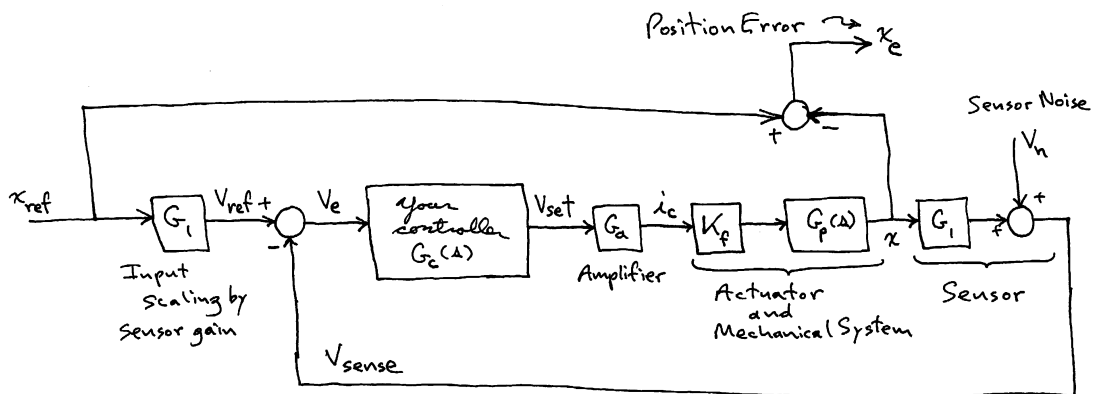 Position Error
x_e
Sensor Noise
V_n
+
−
+
x_ref
G_1
V_ref +
−
V_e
your
controller
G_c(s)
V_set
G_a
i_c
K_f
G_p(s)
x
G_1
+
Input
scaling by
sensor gain
Amplifier
Actuator
and
Mechanical System
Sensor
V_sense